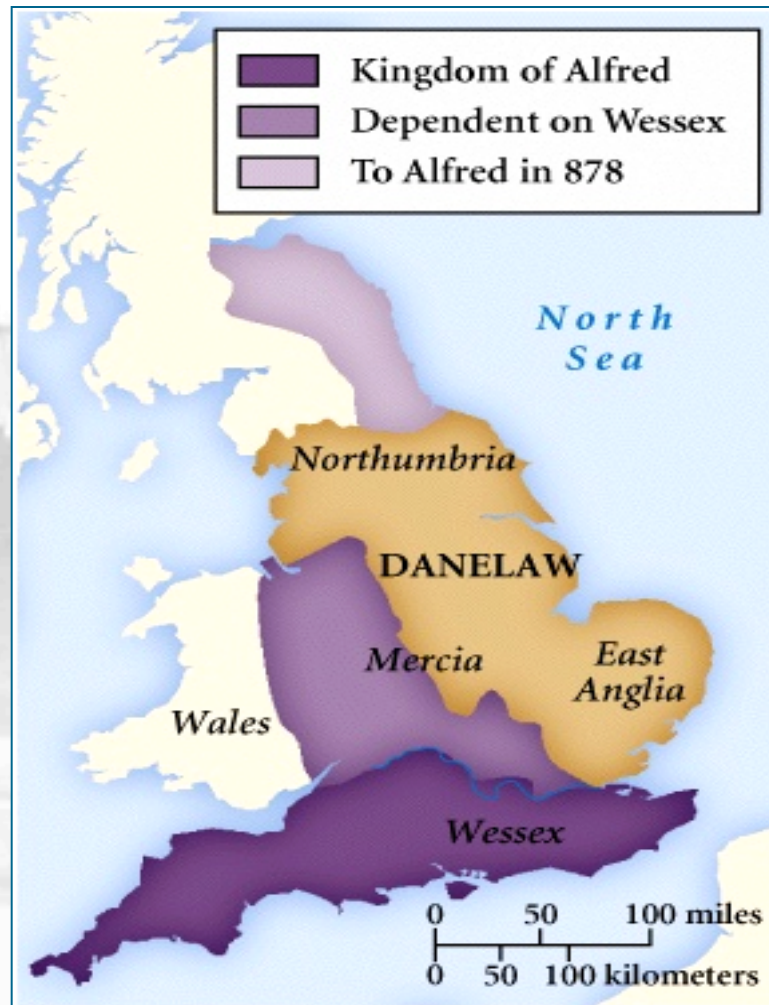 Kingdom of Alfred
Dependent on Wessex
To Alfred in 878
North
Sea
Northumbria
DANELAW
Mercia
East
Anglia
Wales
Wessex
0 50 100 miles
0 50 100 kilometers